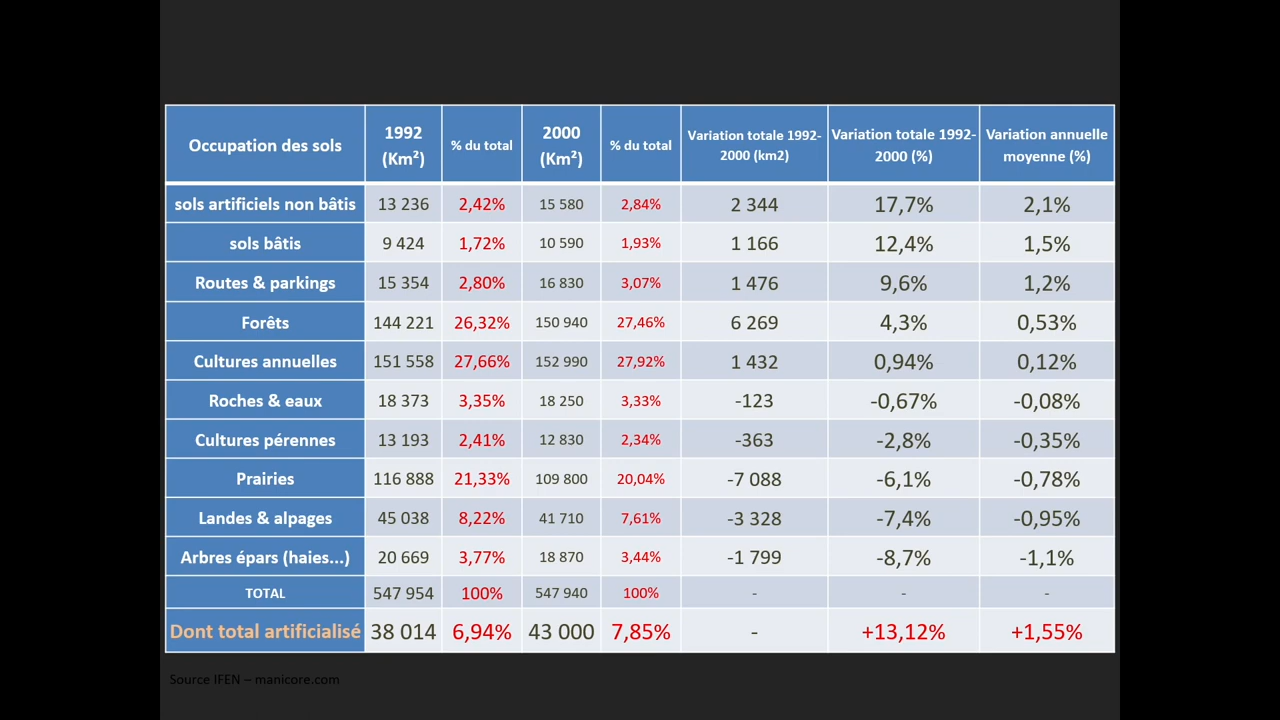 Occupation des sols 1992 (Km²) % du total 2000 (Km²) % du total Variation totale 1992-2000 (km2) Variation totale 1992-2000 (%) Variation annuelle moyenne (%)
sols artificiels non bâtis 13 236 2,42% 15 580 2,84% 2 344 17,7% 2,1%
sols bâtis 9 424 1,72% 10 590 1,93% 1 166 12,4% 1,5%
Routes & parkings 15 354 2,80% 16 830 3,07% 1 476 9,6% 1,2%
Forêts 144 221 26,32% 150 940 27,46% 6 269 4,3% 0,53%
Cultures annuelles 151 558 27,66% 152 990 27,92% 1 432 0,94% 0,12%
Roches & eaux 18 373 3,35% 18 250 3,33% -123 -0,67% -0,08%
Cultures pérennes 13 193 2,41% 12 830 2,34% -363 -2,8% -0,35%
Prairies 116 888 21,33% 109 800 20,04% -7 088 -6,1% -0,78%
Landes & alpages 45 038 8,22% 41 710 7,61% -3 328 -7,4% -0,95%
Arbres épars (haies...) 20 669 3,77% 18 870 3,44% -1 799 -8,7% -1,1%
TOTAL 547 954 100% 547 940 100% - - -
Dont total artificialisé 38 014 6,94% 43 000 7,85% - +13,12% +1,55%
Source IFEN – manicore.com